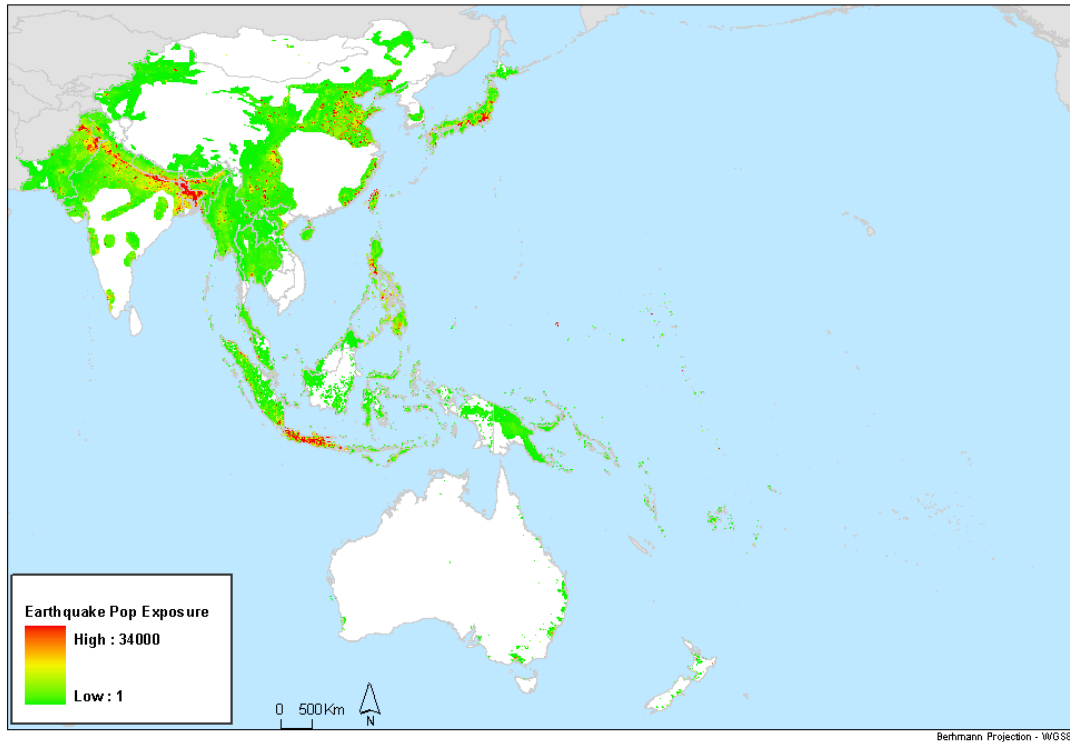 Earthquake Pop Exposure
High : 34000
Low : 1
0 500 Km
N
Berhmann Projection - WGS8